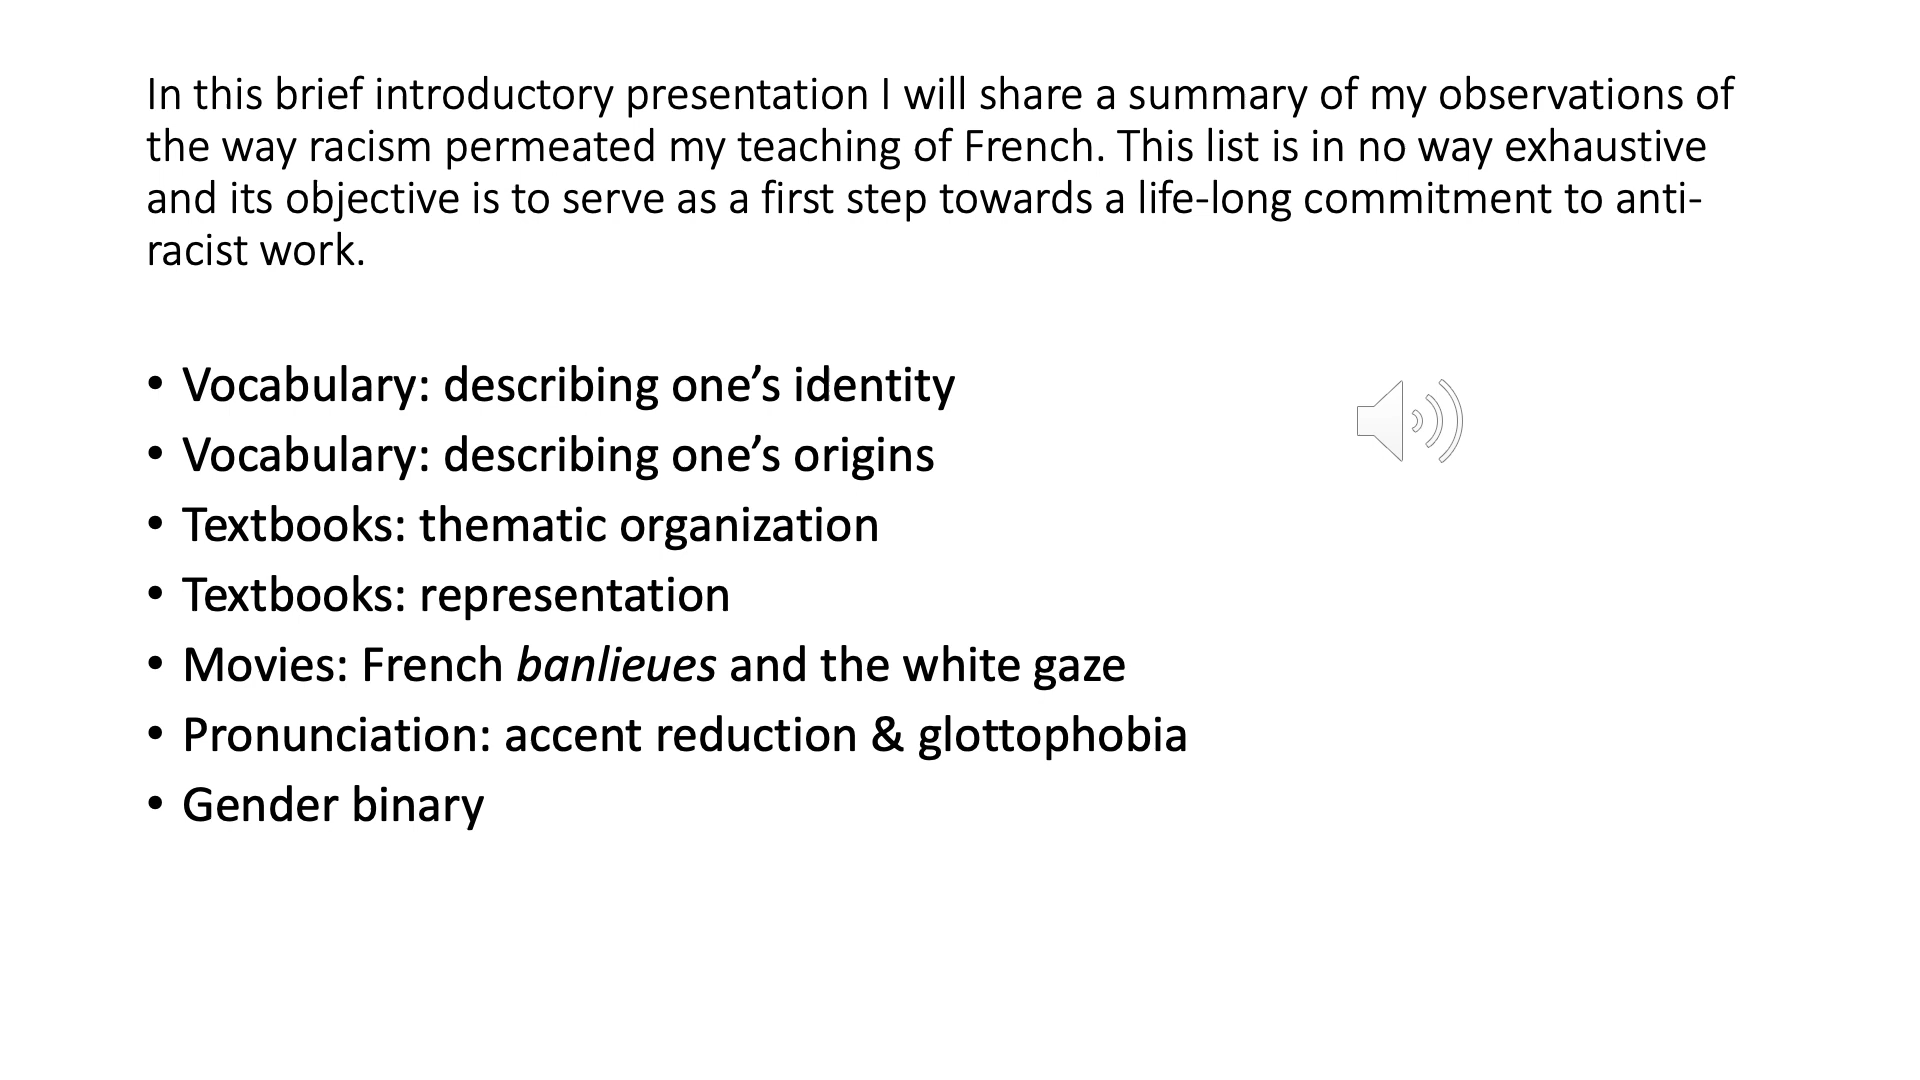 In this brief introductory presentation I will share a summary of my observations of
the way racism permeated my teaching of French. This list is in no way exhaustive
and its objective is to serve as a first step towards a life-long commitment to anti-
racist work.
• Vocabulary: describing one’s identity
• Vocabulary: describing one’s origins
• Textbooks: thematic organization
• Textbooks: representation
• Movies: French banlieues and the white gaze
• Pronunciation: accent reduction & glottophobia
• Gender binary